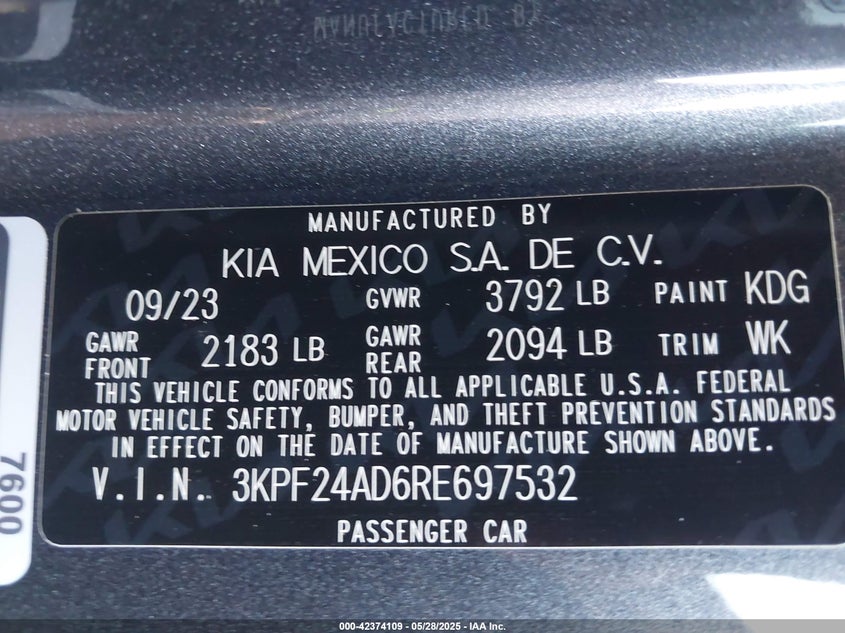 MANUFACTURED BY
KIA MEXICO S.A. DE C.V.
09/23 GVWR 3792 LB PAINT KDG
GAWR FRONT 2183 LB GAWR REAR 2094 LB TRIM WK
THIS VEHICLE CONFORMS TO ALL APPLICABLE U.S.A. FEDERAL
MOTOR VEHICLE SAFETY, BUMPER, AND THEFT PREVENTION STANDARDS
IN EFFECT ON THE DATE OF MANUFACTURE SHOWN ABOVE.
V.I.N. 3KPF24AD6RE697532
PASSENGER CAR
7600
000-42374109 • 05/28/2025 - IAA Inc.